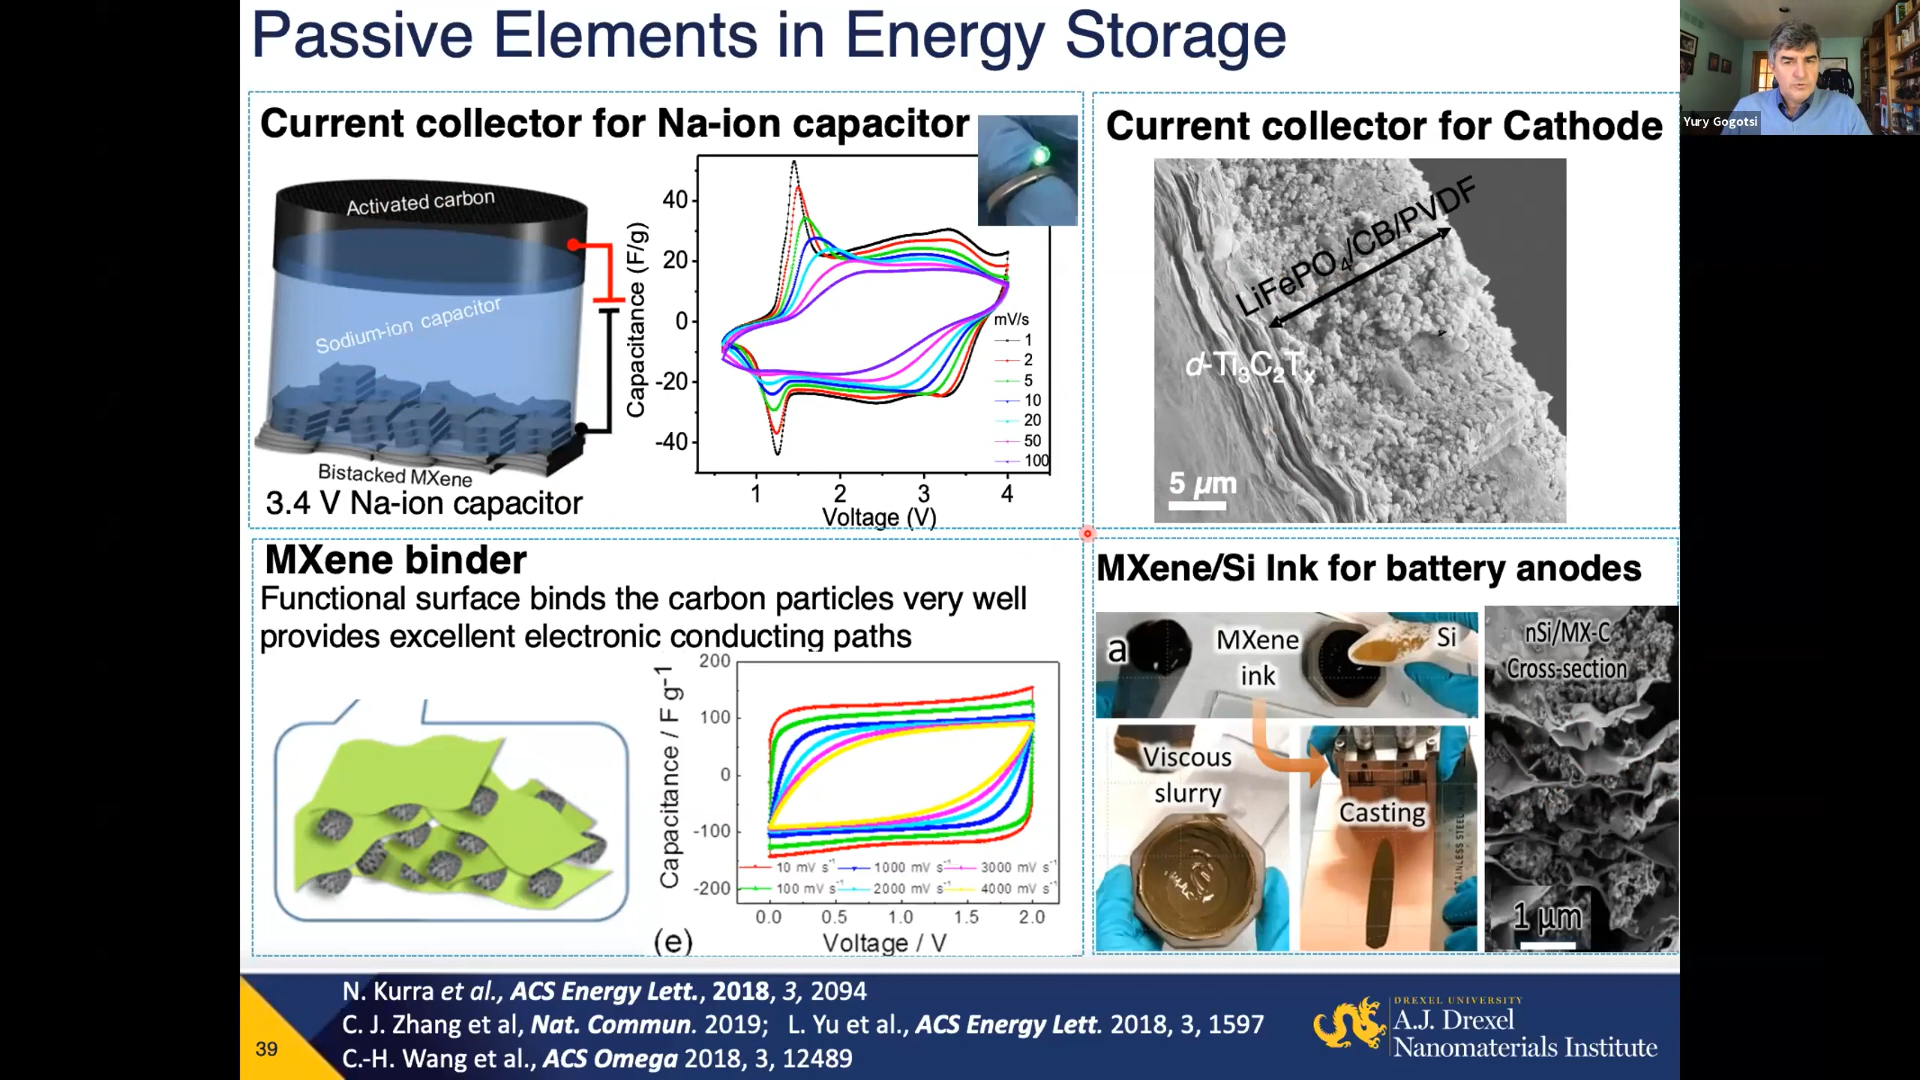 Passive Elements in Energy Storage
Yury Gogotsi
Current collector for Na-ion capacitor
Activated carbon
Sodium-ion capacitor
Bistacked MXene
3.4 V Na-ion capacitor
Capacitance (F/g)
40
20
0
-20
-40
1 2 3 4
Voltage (V)
mV/s
1
2
5
10
20
50
100
Current collector for Cathode
LiFePO4/CB/PVDF
d-Ti3C2Tx
5 μm
MXene binder
Functional surface binds the carbon particles very well
provides excellent electronic conducting paths
Capacitance / F g-1
200
100
0
-100
-200
10 mV s-1 1000 mV s-1 3000 mV s-1
100 mV s-1 2000 mV s-1 4000 mV s-1
0.0 0.5 1.0 1.5 2.0
(e)
Voltage / V
MXene/Si Ink for battery anodes
a
MXene
ink
Si
Viscous
slurry
Casting
nSi/MX-C
Cross-section
1 μm
N. Kurra et al., ACS Energy Lett., 2018, 3, 2094
C. J. Zhang et al, Nat. Commun. 2019; L. Yu et al., ACS Energy Lett. 2018, 3, 1597
C.-H. Wang et al., ACS Omega 2018, 3, 12489
39
DREXEL UNIVERSITY
A.J. Drexel
Nanomaterials Institute